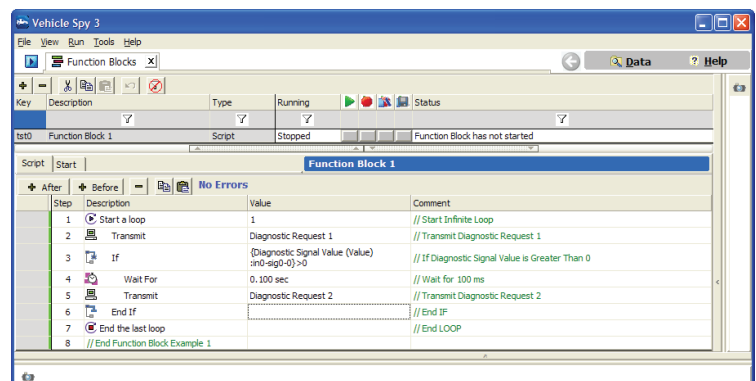 Vehicle Spy 3
File View Run Tools Help
Function Blocks X
Data
? Help
Key Description Type Running Status
tst0 Function Block 1 Script Stopped Function Block has not started
Script Start Function Block 1
After Before No Errors
Step Description Value Comment
1 Start a loop 1 // Start Infinite Loop
2 Transmit Diagnostic Request 1 // Transmit Diagnostic Request 1
3 If {Diagnostic Signal Value (Value) :in0-sig0-0}>0 // If Diagnostic Signal Value is Greater Than 0
4 Wait For 0.100 sec // Wait for 100 ms
5 Transmit Diagnostic Request 2 // Transmit Diagnostic Request 2
6 End If // End IF
7 End the last loop // End LOOP
8 // End Function Block Example 1